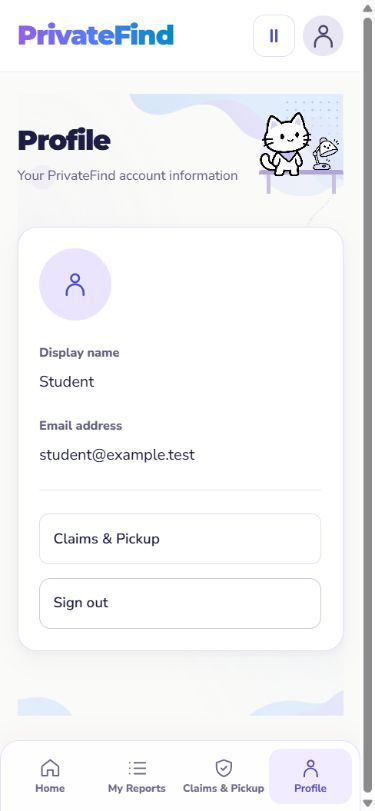 PrivateFind
Profile
Your PrivateFind account information
Display name
Student
Email address
student@example.test
Claims & Pickup
Sign out
Home
My Reports
Claims & Pickup
Profile